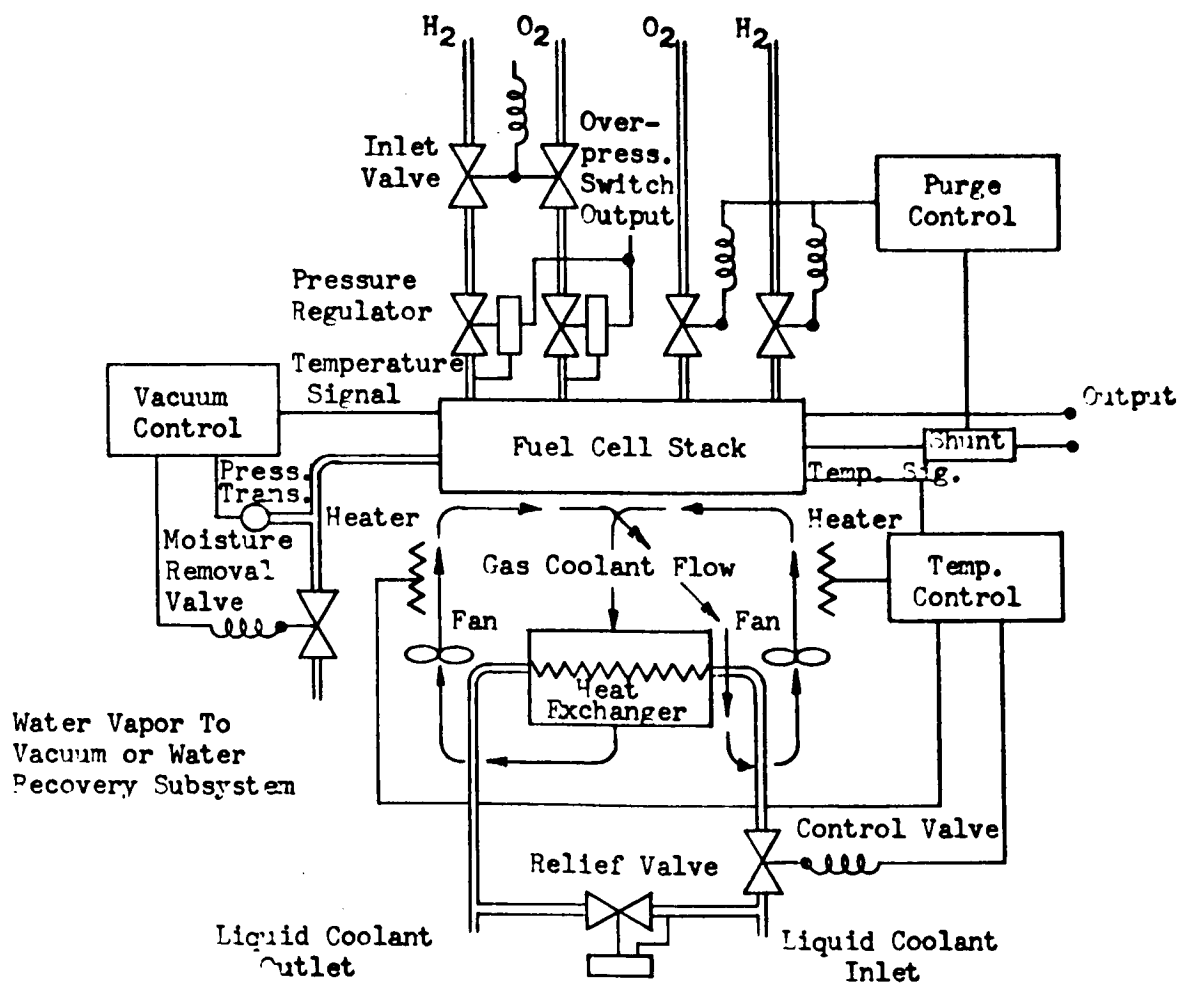 H2 O2 O2 H2
Over-
press.
Switch
Output
Inlet
Valve
Purge
Control
Pressure
Regulator
Temperature
Signal
Vacuum
Control
Output
Fuel Cell Stack
Shunt
Press.
Trans.
Temp. Sig.
Heater
Heater
Moisture
Removal
Valve
Gas Coolant Flow
Temp.
Control
Fan
Fan
Heat
Exchanger
Water Vapor To
Vacuum or Water
Recovery Subsystem
Control Valve
Relief Valve
Liquid Coolant
Outlet
Liquid Coolant
Inlet